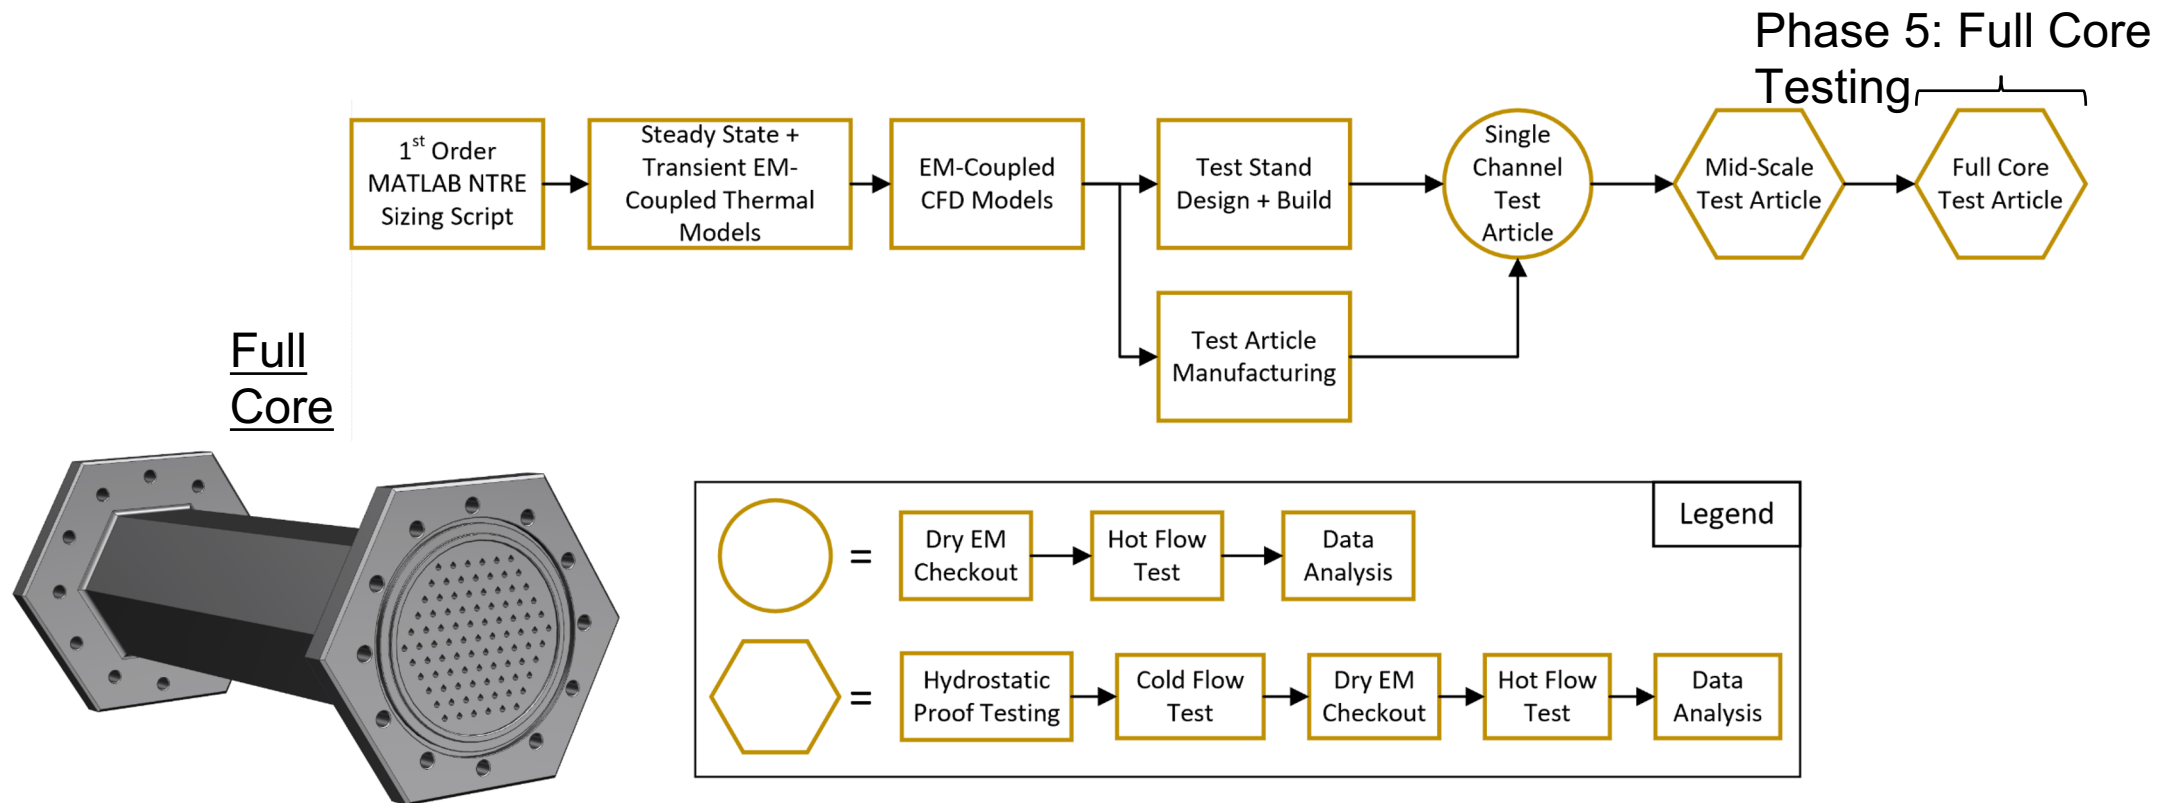 Phase 5: Full Core
Testing
1st Order
MATLAB NTRE
Sizing Script
Steady State +
Transient EM-
Coupled Thermal
Models
EM-Coupled
CFD Models
Test Stand
Design + Build
Single
Channel
Test
Article
Mid-Scale
Test Article
Full Core
Test Article
Test Article
Manufacturing
Full
Core
Legend
=
Dry EM
Checkout
Hot Flow
Test
Data
Analysis
=
Hydrostatic
Proof Testing
Cold Flow
Test
Dry EM
Checkout
Hot Flow
Test
Data
Analysis